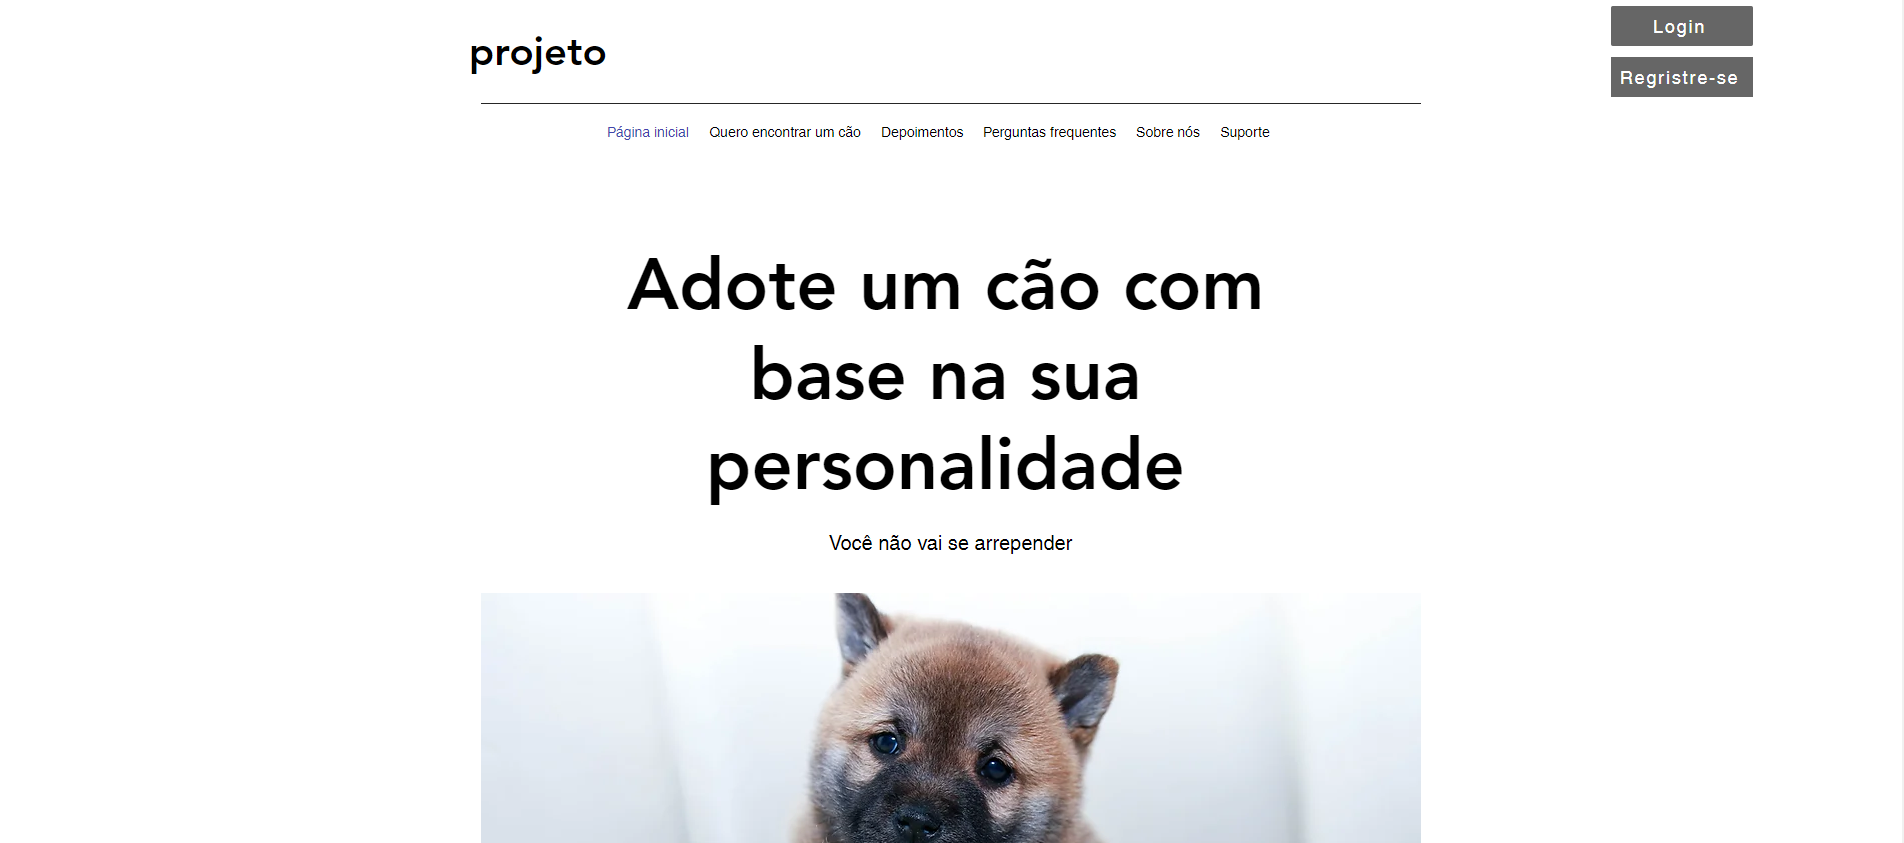 projeto
Login
Regristre-se
Página inicial Quero encontrar um cão Depoimentos Perguntas frequentes Sobre nós Suporte
Adote um cão com
base na sua
personalidade
Você não vai se arrepender